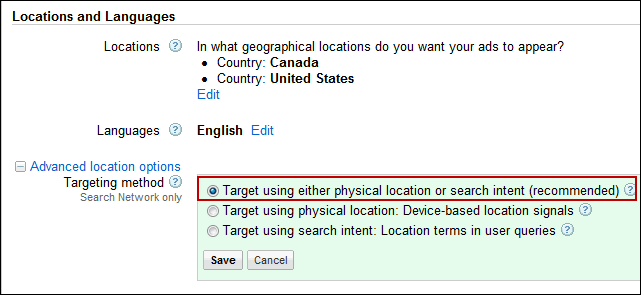 Locations and Languages
Locations ? In what geographical locations do you want your ads to appear?
• Country: Canada
• Country: United States
Edit
Languages ? English Edit
Advanced location options
Targeting method ?
Search Network only
Target using either physical location or search intent (recommended) ?
Target using physical location: Device-based location signals ?
Target using search intent: Location terms in user queries ?
Save Cancel